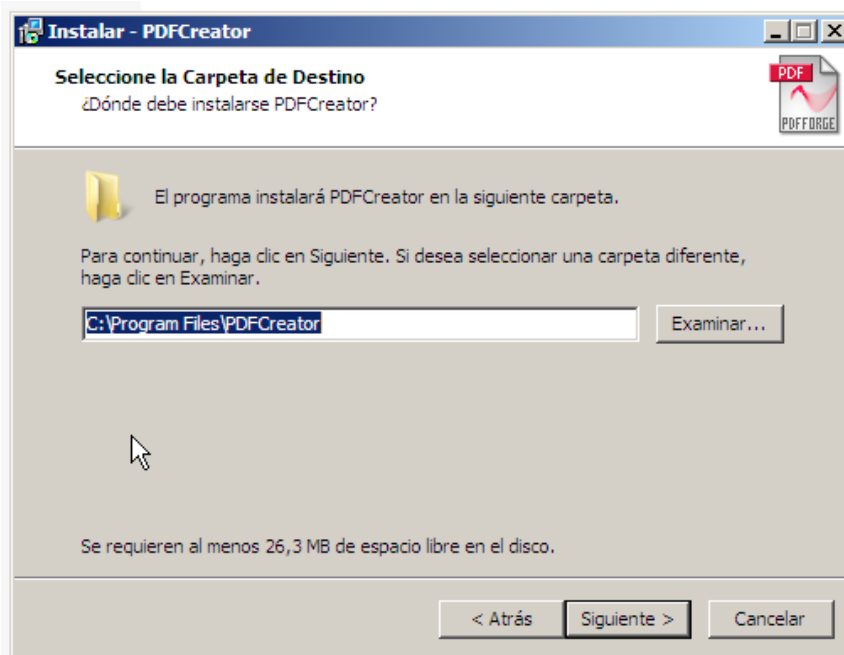 Instalar - PDFCreator
Seleccione la Carpeta de Destino
¿Dónde debe instalarse PDFCreator?
PDF
PDFFORGE
El programa instalará PDFCreator en la siguiente carpeta.
Para continuar, haga clic en Siguiente. Si desea seleccionar una carpeta diferente,
haga clic en Examinar.
C:\Program Files\PDFCreator
Examinar...
Se requieren al menos 26,3 MB de espacio libre en el disco.
< Atrás
Siguiente >
Cancelar